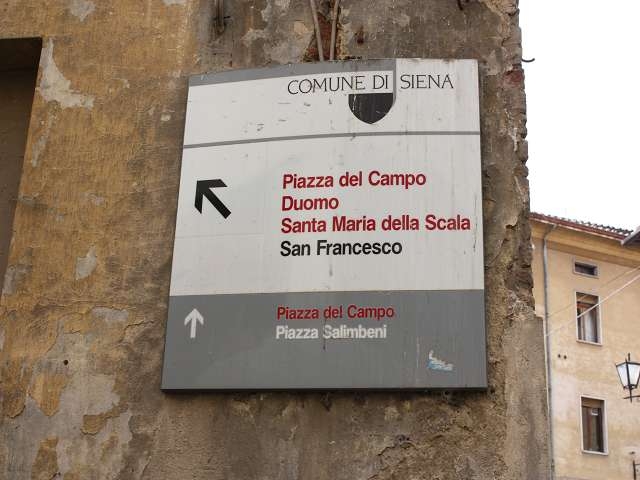 COMUNE DI SIENA
Piazza del Campo
Duomo
Santa Maria della Scala
San Francesco
Piazza del Campo
Piazza Salimbeni